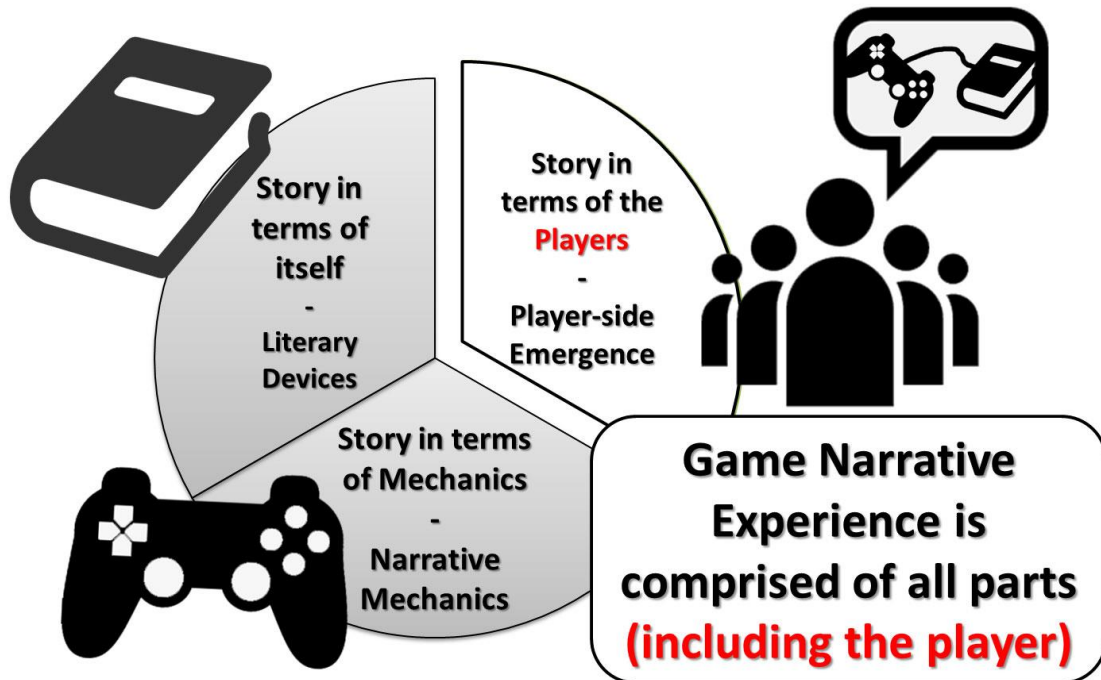 Story in
terms of
itself
-
Literary
Devices
Story in
terms of the
Players
-
Player-side
Emergence
Story in terms
of Mechanics
-
Narrative
Mechanics
Game Narrative
Experience is
comprised of all parts
(including the player)